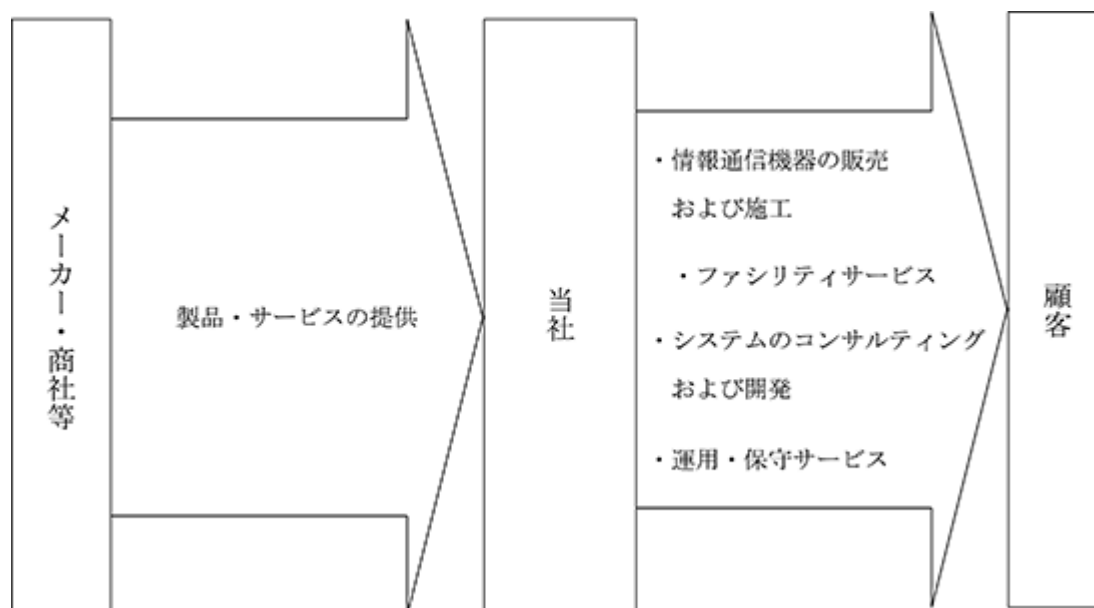 メーカー・商社等
製品・サービスの提供
当社
・情報通信機器の販売
および施工
・ファシリティサービス
・システムのコンサルティング
および開発
・運用・保守サービス
顧客